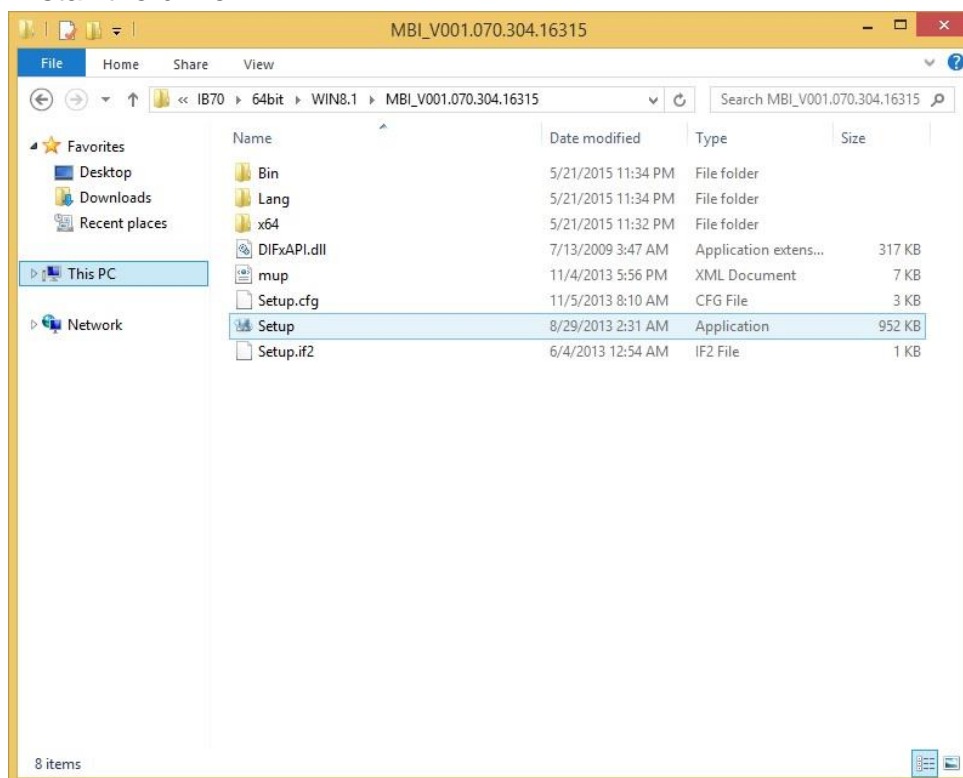 MBI_V001.070.304.16315
File Home Share View
« IB70 64bit WIN8.1 MBI_V001.070.304.16315 Search MBI_V001.070.304.16315
Name Date modified Type Size
Favorites
Desktop
Downloads
Recent places
This PC
Network
Bin 5/21/2015 11:34 PM File folder
Lang 5/21/2015 11:34 PM File folder
x64 5/21/2015 11:32 PM File folder
DIFxAPI.dll 7/13/2009 3:47 AM Application extens... 317 KB
mup 11/4/2013 5:56 PM XML Document 7 KB
Setup.cfg 11/5/2013 8:10 AM CFG File 3 KB
Setup 8/29/2013 2:31 AM Application 952 KB
Setup.if2 6/4/2013 12:54 AM IF2 File 1 KB
8 items